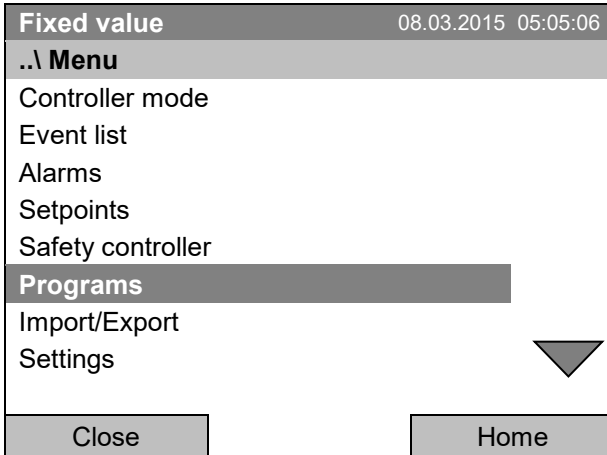 Fixed value 08.03.2015 05:05:06
..\ Menu
Controller mode
Event list
Alarms
Setpoints
Safety controller
Programs
Import/Export
Settings
Close Home